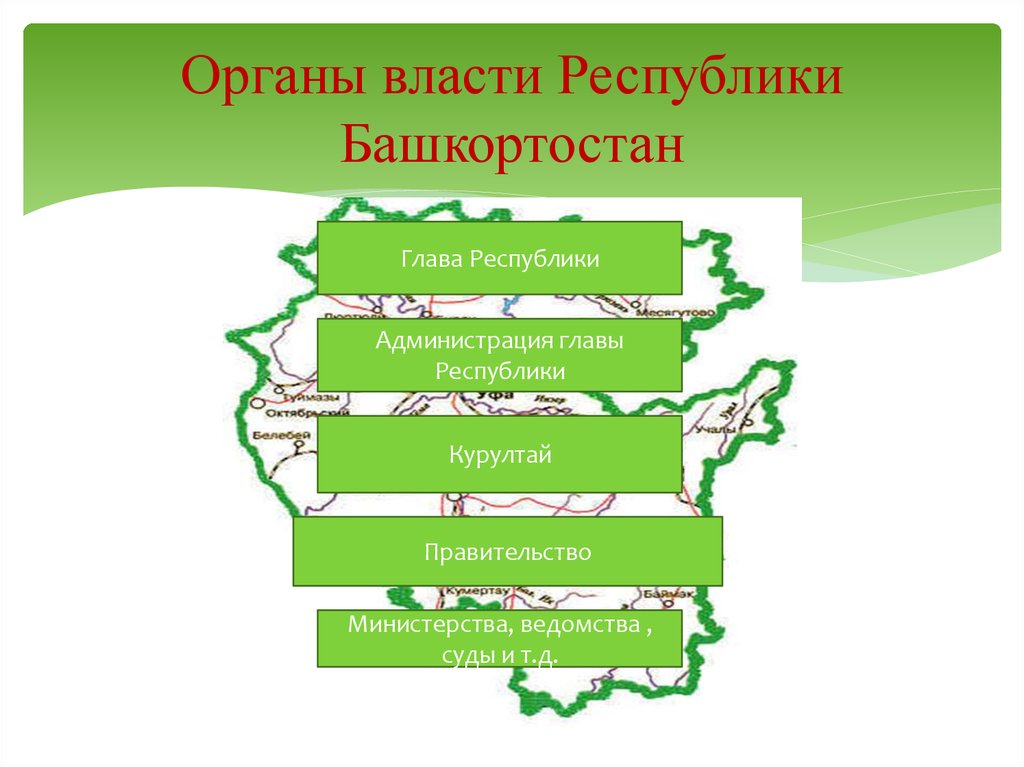 Органы власти Республики
Башкортостан
Глава Республики
Месягутово
Администрация главы
Республики
Уфа
Туймазы
Октябрьский
Учалы
Белебей
Курултай
Правительство
Кумертау
Баймак
Министерства, ведомства ,
суды и т.д.